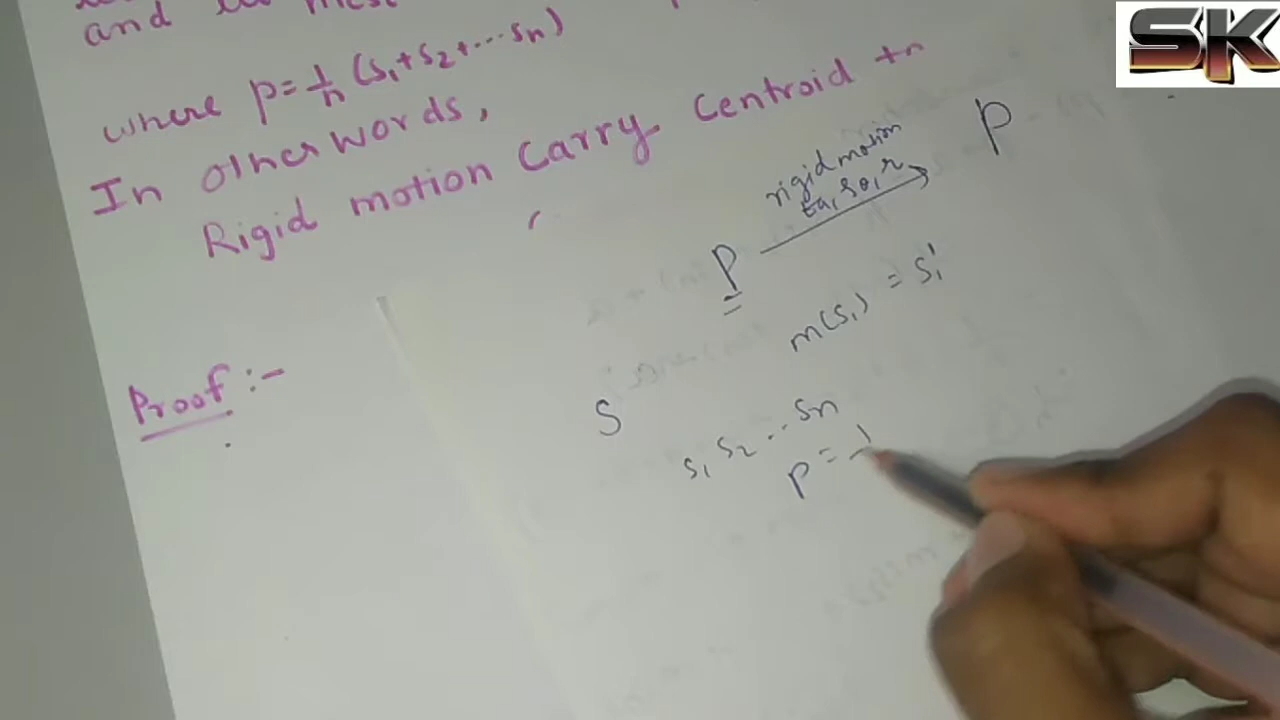 and
where p = 1/n (s₁+s₂+...sₙ)
In other words,
Rigid motion carry centroid to
Proof :-
p
rigid motion
p
m(s₁) = s₁'
S
s₁ s₂ ... sₙ
p = 1
SK